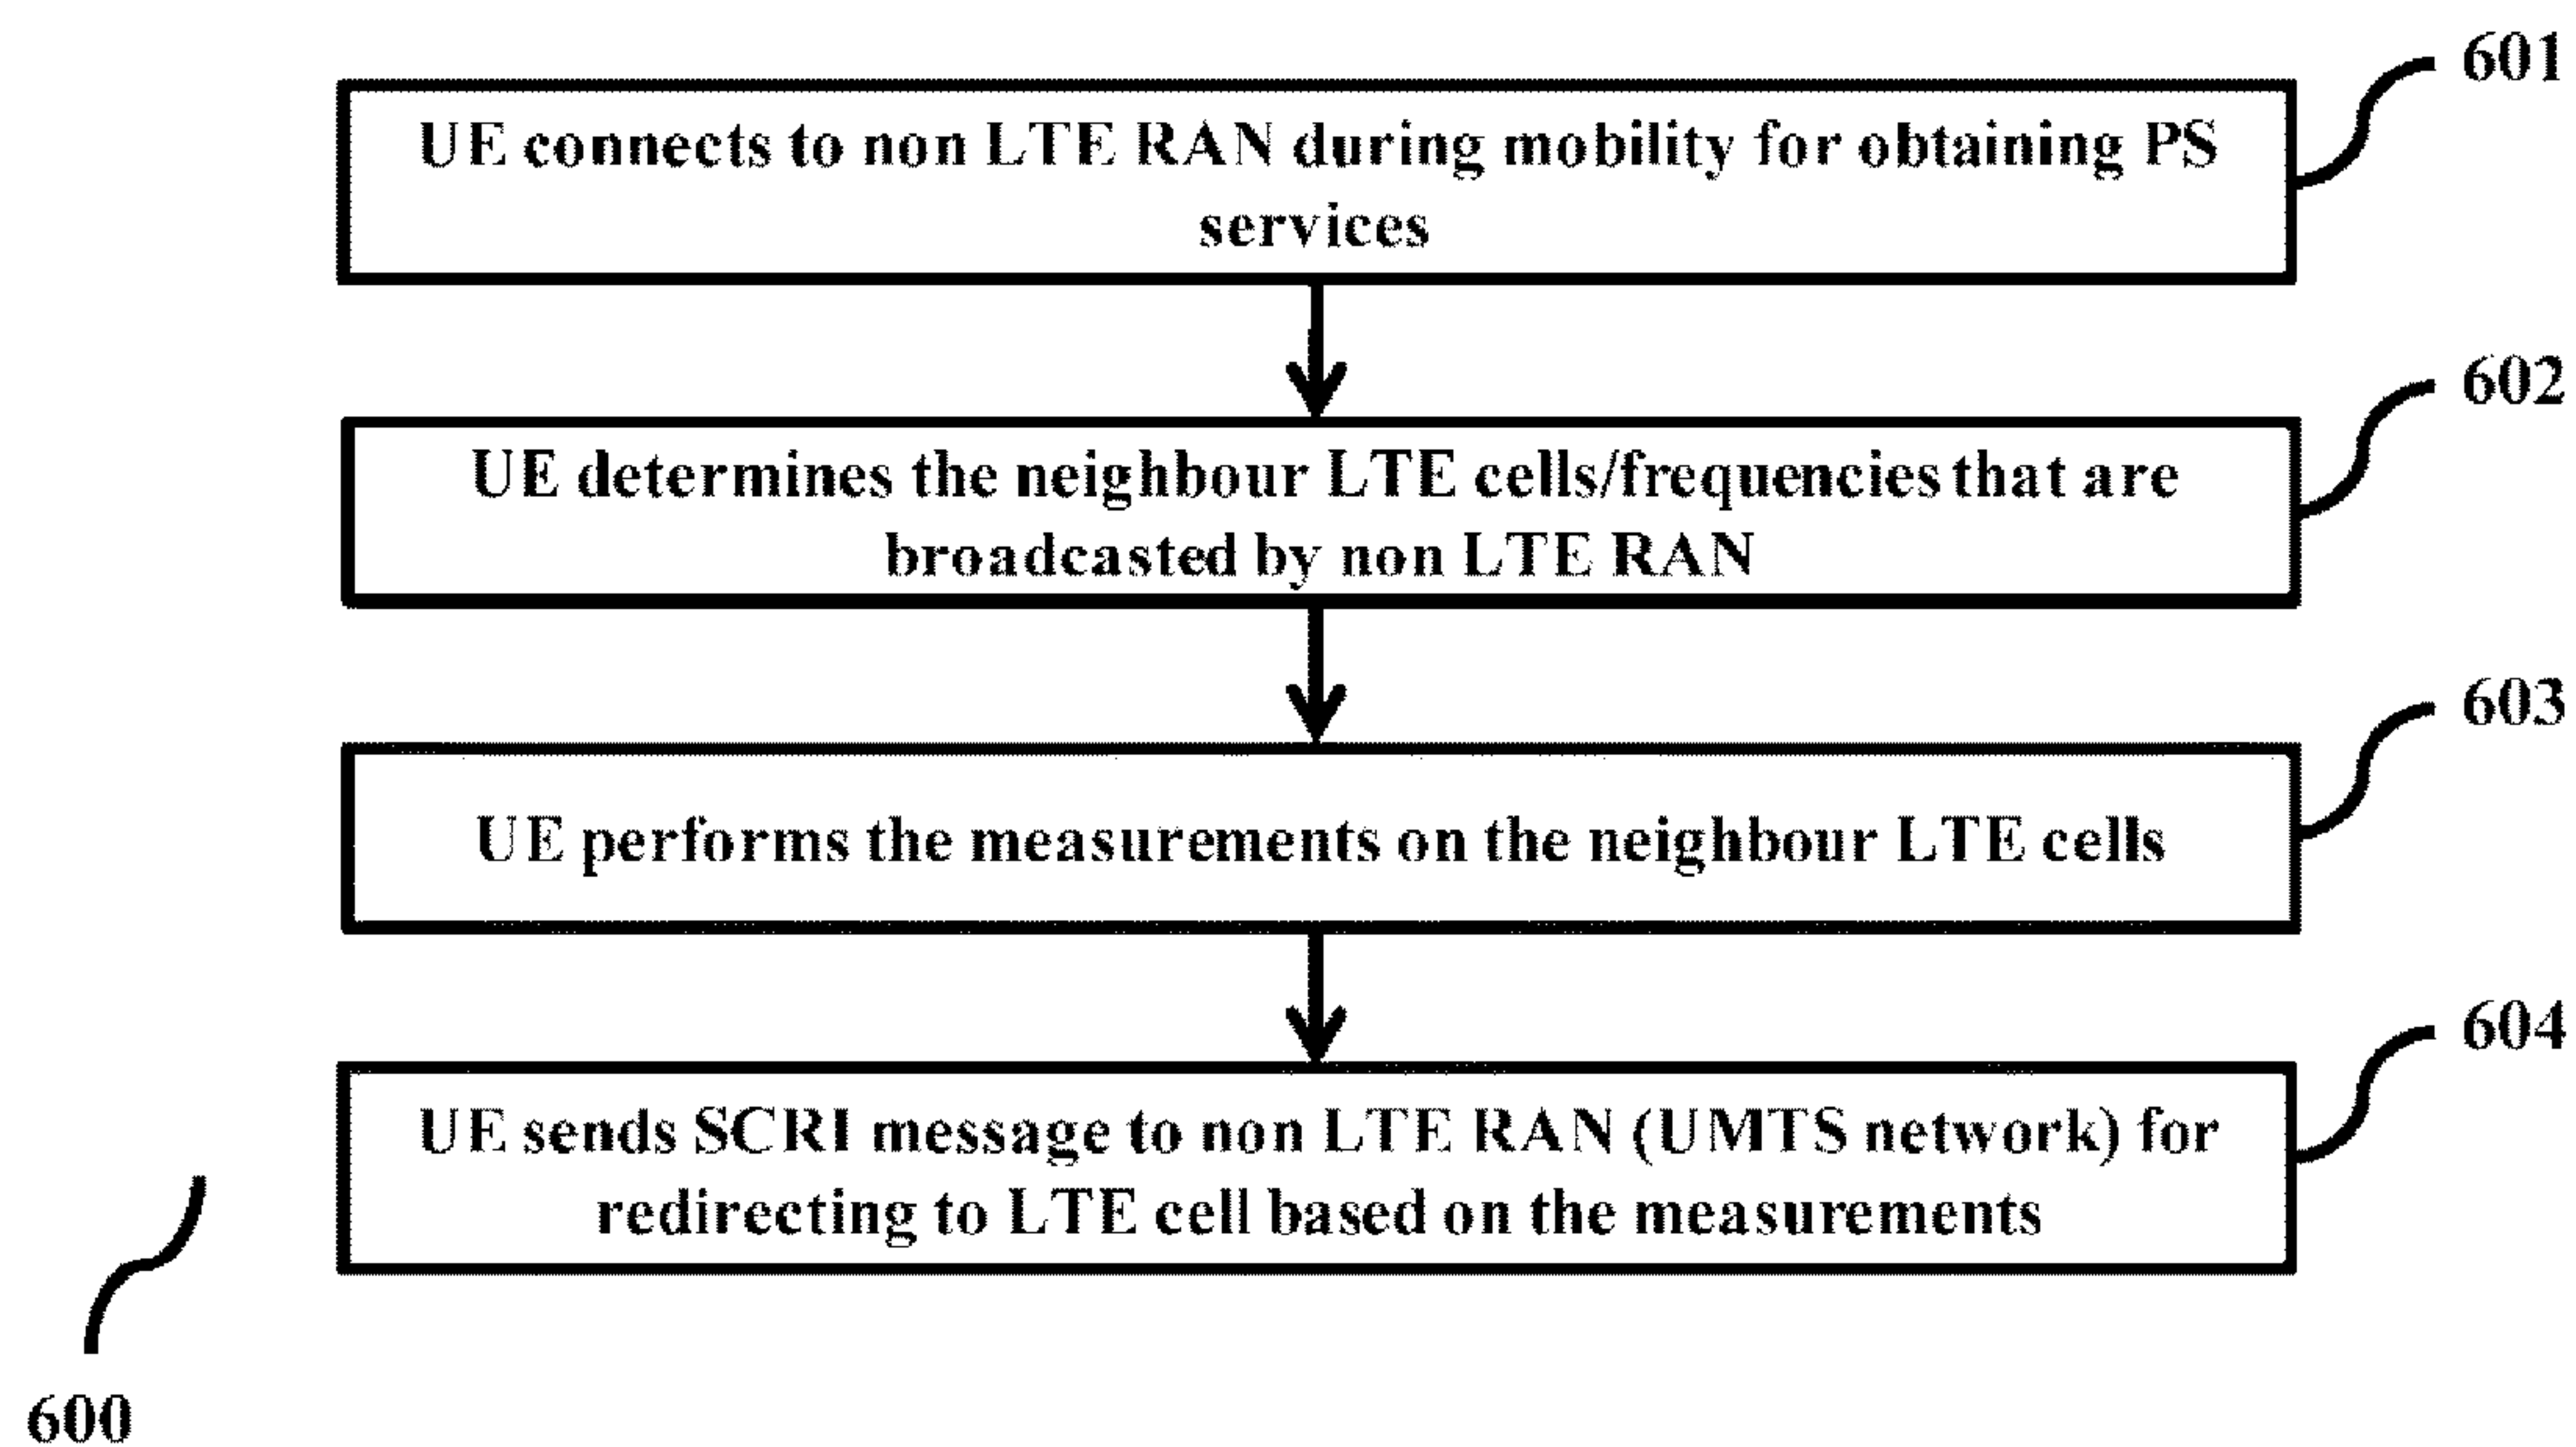 601
UE connects to non LTE RAN during mobility for obtaining PS
services
602
UE determines the neighbour LTE cells/frequencies that are
broadcasted by non LTE RAN
603
UE performs the measurements on the neighbour LTE cells
604
UE sends SCRI message to non LTE RAN (UMTS network) for
redirecting to LTE cell based on the measurements
600